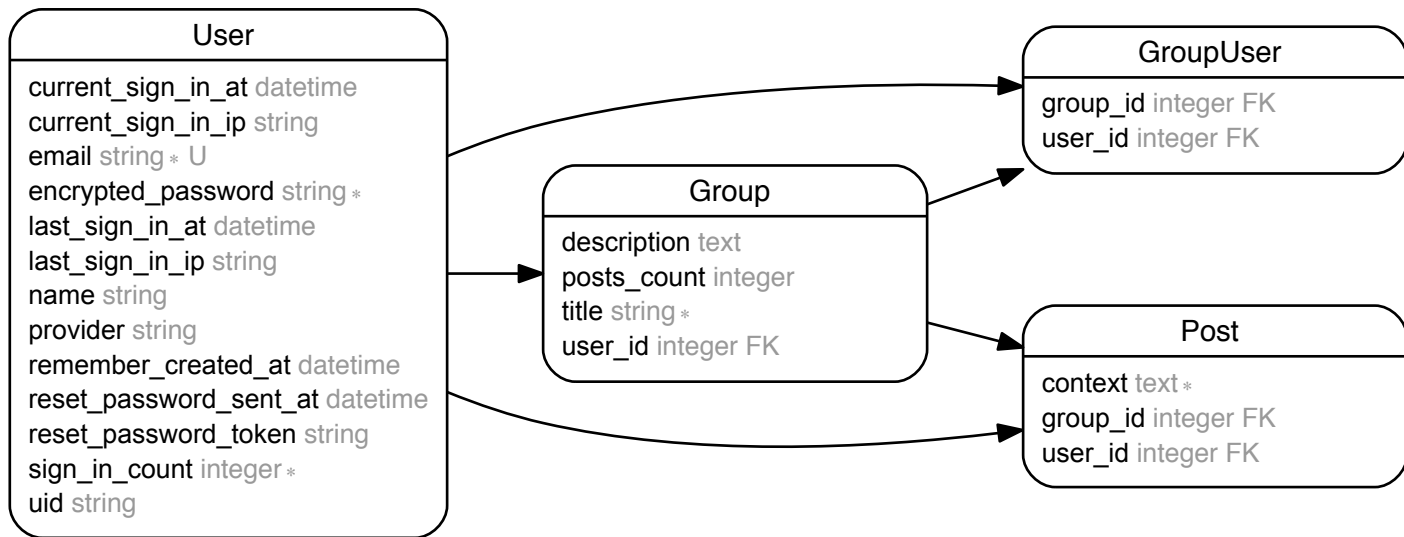 User
current_sign_in_at datetime
current_sign_in_ip string
email string * U
encrypted_password string *
last_sign_in_at datetime
last_sign_in_ip string
name string
provider string
remember_created_at datetime
reset_password_sent_at datetime
reset_password_token string
sign_in_count integer *
uid string
Group
description text
posts_count integer
title string *
user_id integer FK
GroupUser
group_id integer FK
user_id integer FK
Post
context text *
group_id integer FK
user_id integer FK